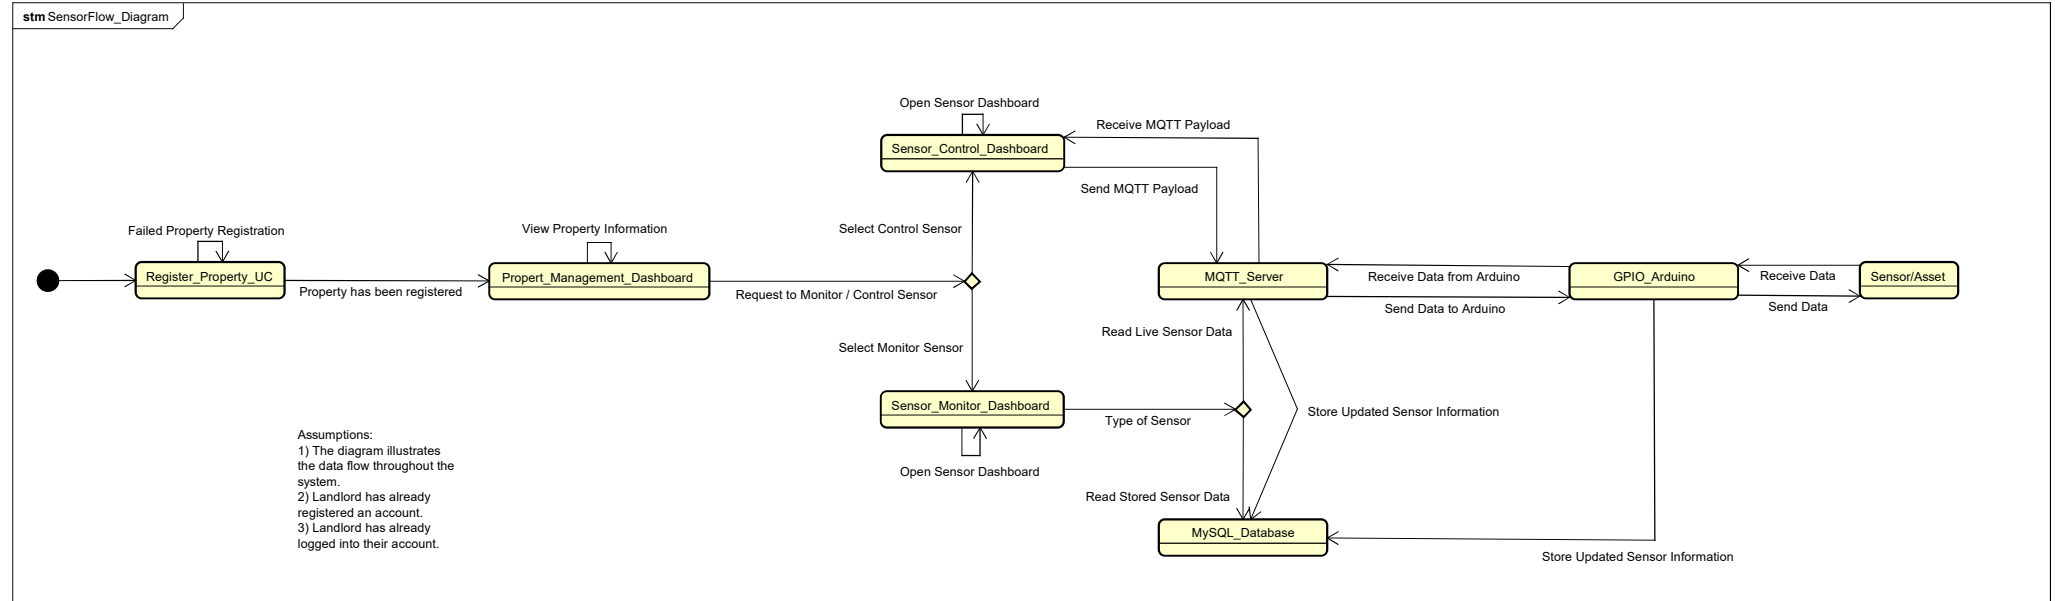 stm SensorFlow_Diagram
Open Sensor Dashboard
Receive MQTT Payload
Sensor_Control_Dashboard
Send MQTT Payload
Select Control Sensor
Failed Property Registration
View Property Information
Register_Property_UC
Property has been registered
Propert_Management_Dashboard
Request to Monitor / Control Sensor
MQTT_Server
Receive Data from Arduino
Send Data to Arduino
GPIO_Arduino
Receive Data
Send Data
Sensor/Asset
Select Monitor Sensor
Read Live Sensor Data
Sensor_Monitor_Dashboard
Type of Sensor
Store Updated Sensor Information
Open Sensor Dashboard
Read Stored Sensor Data
MySQL_Database
Store Updated Sensor Information
Assumptions:
1) The diagram illustrates
the data flow throughout the
system.
2) Landlord has already
registered an account.
3) Landlord has already
logged into their account.